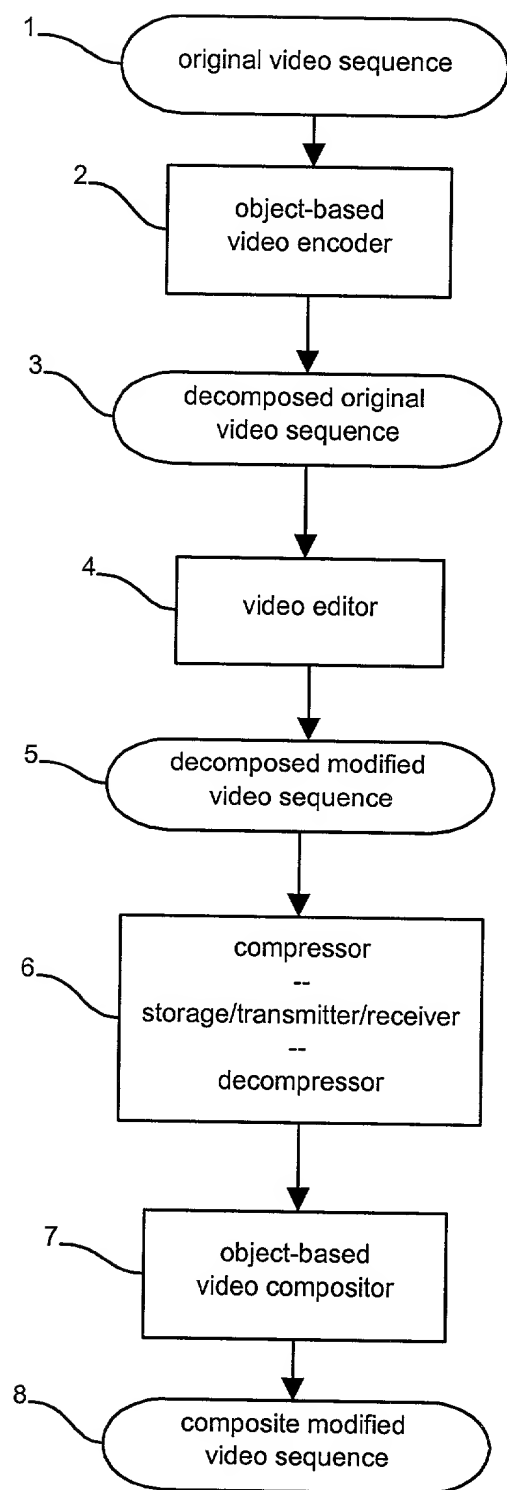 1
original video sequence
2
object-based
video encoder
3
decomposed original
video sequence
4
video editor
5
decomposed modified
video sequence
6
compressor
--
storage/transmitter/receiver
--
decompressor
7
object-based
video compositor
8
composite modified
video sequence